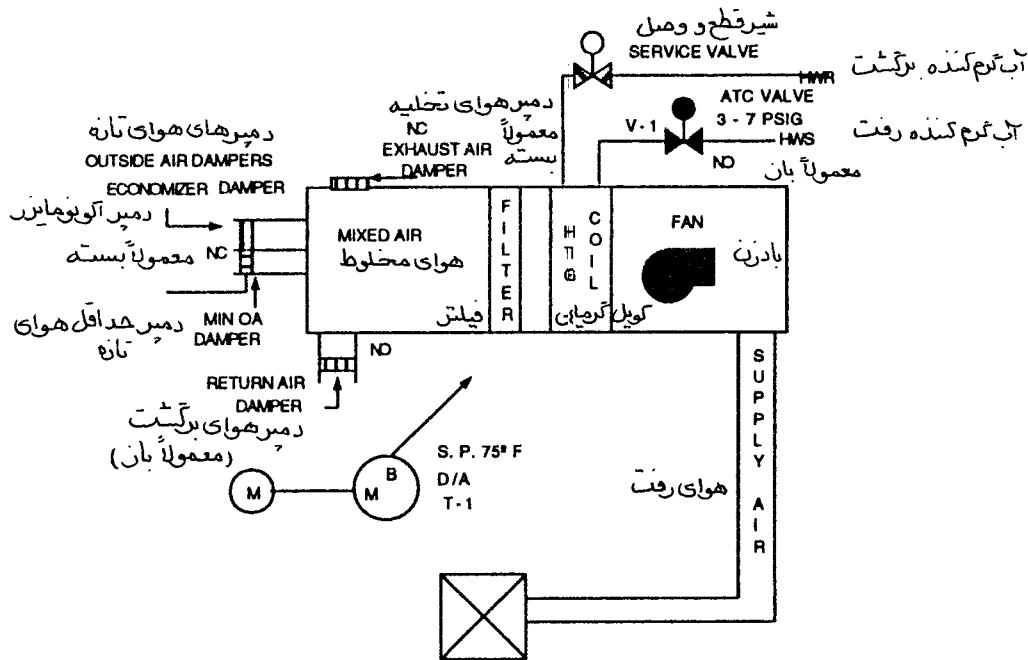 شیر قطع و وصل
SERVICE VALVE
HWR
آب گرم کننده برگشت
ATC VALVE
3 - 7 PSIG
V - 1
HWS
آب گرم کننده رفت
NO
معمولاً باز
دمپر هوای تخلیه
معمولاً
بسته
NC
EXHAUST AIR
DAMPER
دمپر های هوای تازه
OUTSIDE AIR DAMPERS
ECONOMIZER DAMPER
دمپر اکونومایزر
معمولاً بسته
NC
MIN OA
DAMPER
دمپر حداقل هوای
تازه
MIXED AIR
هوای مخلوط
FILTER
فیلتر
HTG
COIL
کویل گرمایی
FAN
بادزن
NO
RETURN AIR
DAMPER
دمپر هوای برگشت
(معمولاً باز)
M
M
B
S. P. 75º F
D/A
T - 1
SUPPLY AIR
هوای رفت